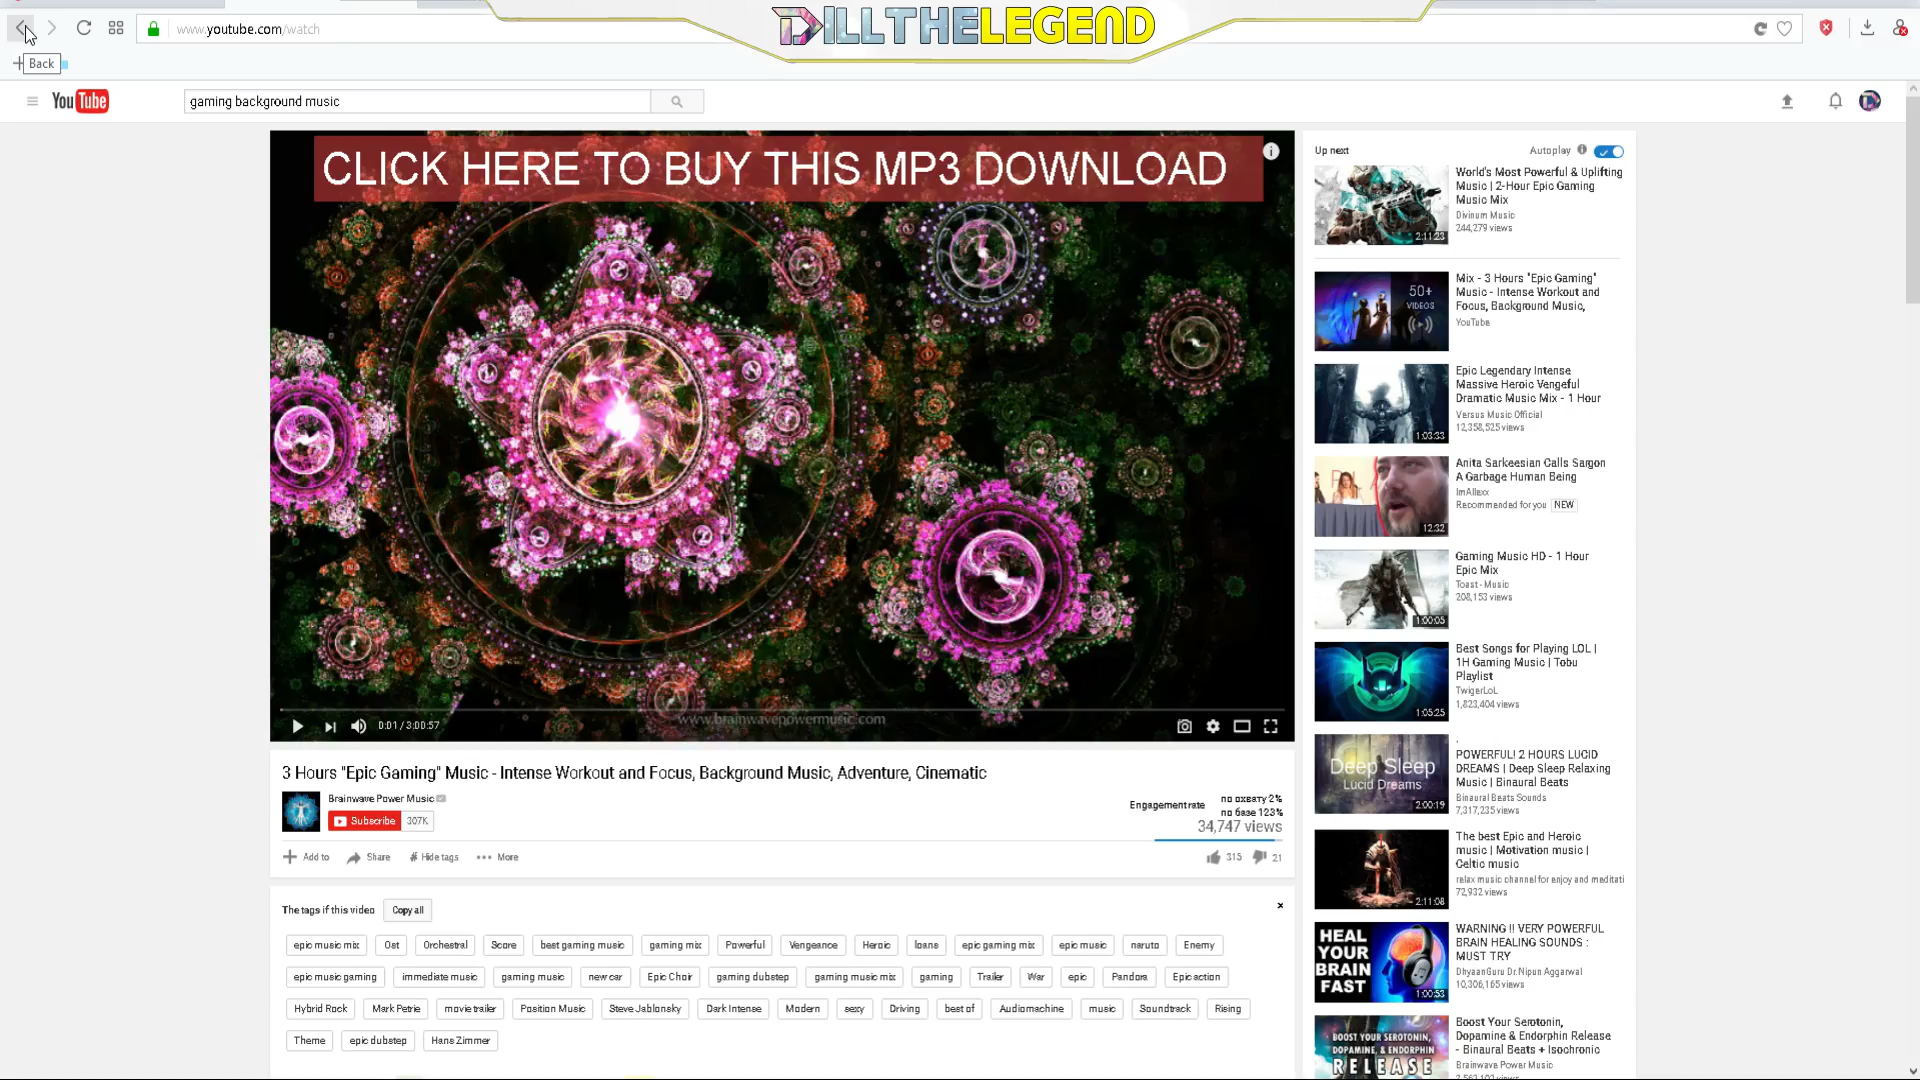 DILLTHELEGEND
www.youtube.com/watch
Back
YouTube
gaming background music
CLICK HERE TO BUY THIS MP3 DOWNLOAD
www.brainwavepowermusic.com
0:01 / 3:00:57
3 Hours "Epic Gaming" Music - Intense Workout and Focus, Background Music, Adventure, Cinematic
Brainwave Power Music
Subscribe 307K
Engagement rate
по охвату 2%
по базе 123%
34,747 views
Add to Share # Hide tags More
315 21
The tags if this video Copy all
epic music mix Ost Orchestral Score best gaming music gaming mix Powerful Vengeance Heroic loans epic gaming mix epic music naruto Enemy
epic music gaming immediate music gaming music new car Epic Choir gaming dubstep gaming music mix gaming Trailer War epic Pandora Epic action
Hybrid Rock Mark Petrie movie trailer Position Music Steve Jablonsky Dark Intense Modern sexy Driving best of Audiomachine music Soundtrack Rising
Theme epic dubstep Hans Zimmer
Up next
Autoplay
World's Most Powerful & Uplifting
Music | 2-Hour Epic Gaming
Music Mix
Divinum Music
244,279 views
2:11:23
Mix - 3 Hours "Epic Gaming"
Music - Intense Workout and
Focus, Background Music,
YouTube
50+
VIDEOS
Epic Legendary Intense
Massive Heroic Vengeful
Dramatic Music Mix - 1 Hour
Versus Music Official
12,358,525 views
1:03:33
Anita Sarkeesian Calls Sargon
A Garbage Human Being
ImAllexx
Recommended for you NEW
12:32
Gaming Music HD - 1 Hour
Epic Mix
Toast - Music
208,153 views
1:00:05
Best Songs for Playing LOL |
1H Gaming Music | Tobu
Playlist
TwigerLoL
1,823,404 views
1:05:25
.
POWERFUL! 2 HOURS LUCID
DREAMS | Deep Sleep Relaxing
Music | Binaural Beats
Binaural Beats Sounds
7,317,235 views
Deep Sleep
Lucid Dreams
2:00:19
The best Epic and Heroic
music | Motivation music |
Celtic music
relax music channel for enjoy and meditati
72,932 views
2:11:08
WARNING !! VERY POWERFUL
BRAIN HEALING SOUNDS :
MUST TRY
DhyaanGuru Dr.Nipun Aggarwal
10,306,165 views
HEAL
YOUR
BRAIN
FAST
1:00:53
Boost Your Serotonin,
Dopamine & Endorphin Release
- Binaural Beats + Isochronic
Brainwave Power Music
BOOST YOUR SEROTONIN,
DOPAMINE, & ENDORPHIN
RELEASE